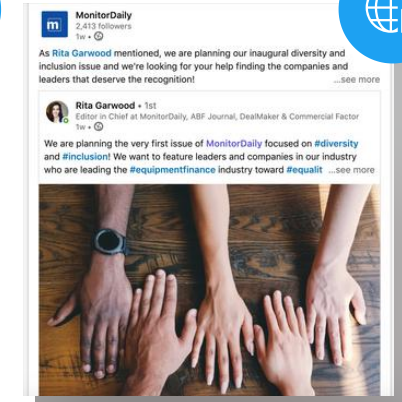 m
MonitorDaily
2,413 followers
1w •
As Rita Garwood mentioned, we are planning our inaugural diversity and
inclusion issue and we're looking for your help finding the companies and
leaders that deserve the recognition! ...see more
Rita Garwood • 1st
Editor in Chief at MonitorDaily, ABF Journal, DealMaker & Commercial Factor
1w •
We are planning the very first issue of MonitorDaily focused on #diversity
and #inclusion! We want to feature leaders and companies in our industry
who are leading the #equipmentfinance industry toward #equalit ...see more